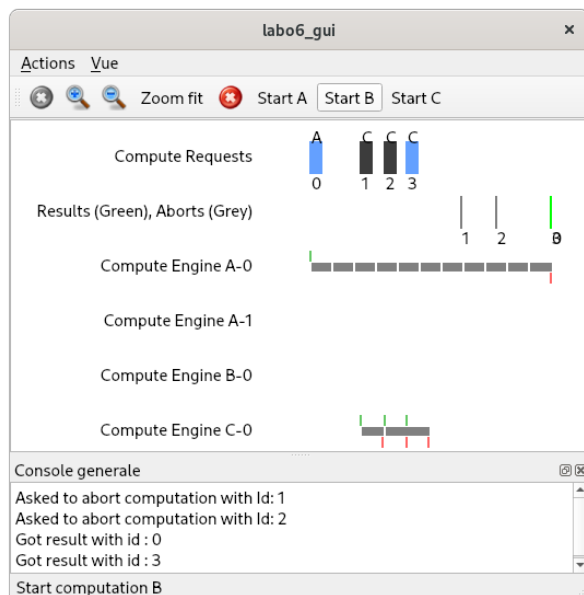 labo6_gui
Actions Vue
Zoom fit Start A Start B Start C
A C C C
Compute Requests
0 1 2 3
Results (Green), Aborts (Grey)
1 2
Compute Engine A-0
Compute Engine A-1
Compute Engine B-0
Compute Engine C-0
Console generale
Asked to abort computation with Id: 1
Asked to abort computation with Id: 2
Got result with id : 0
Got result with id : 3
Start computation B